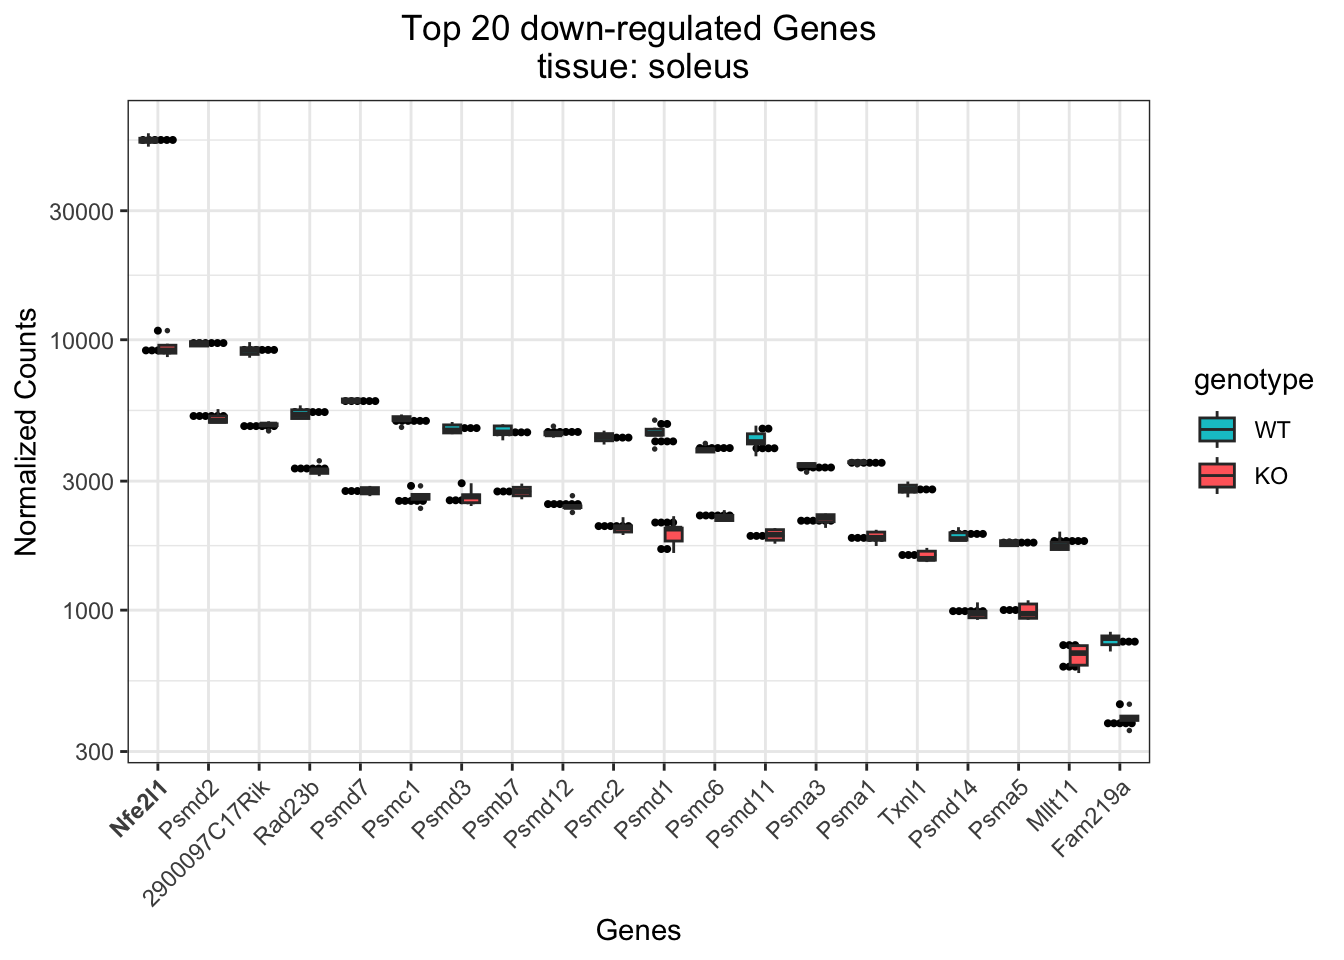 Top 20 down-regulated Genes
tissue: soleus
Normalized Counts
30000
10000
3000
1000
300
Nfe2l1
Psmd2
2900097C17Rik
Rad23b
Psmd7
Psmc1
Psmd3
Psmb7
Psmd12
Psmc2
Psmd1
Psmc6
Psmd11
Psma3
Psma1
Txnl1
Psmd14
Psma5
Mllt11
Fam219a
Genes
genotype
WT
KO